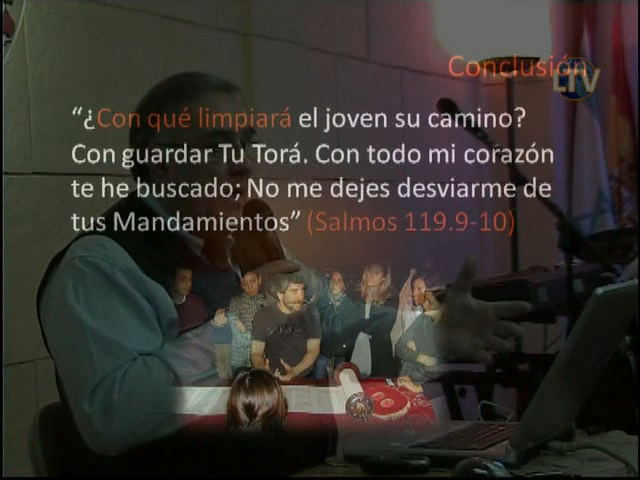 Conclusión
LTV
“¿Con qué limpiará el joven su camino?
Con guardar Tu Torá. Con todo mi corazón
te he buscado; No me dejes desviarme de
tus Mandamientos” (Salmos 119.9-10)